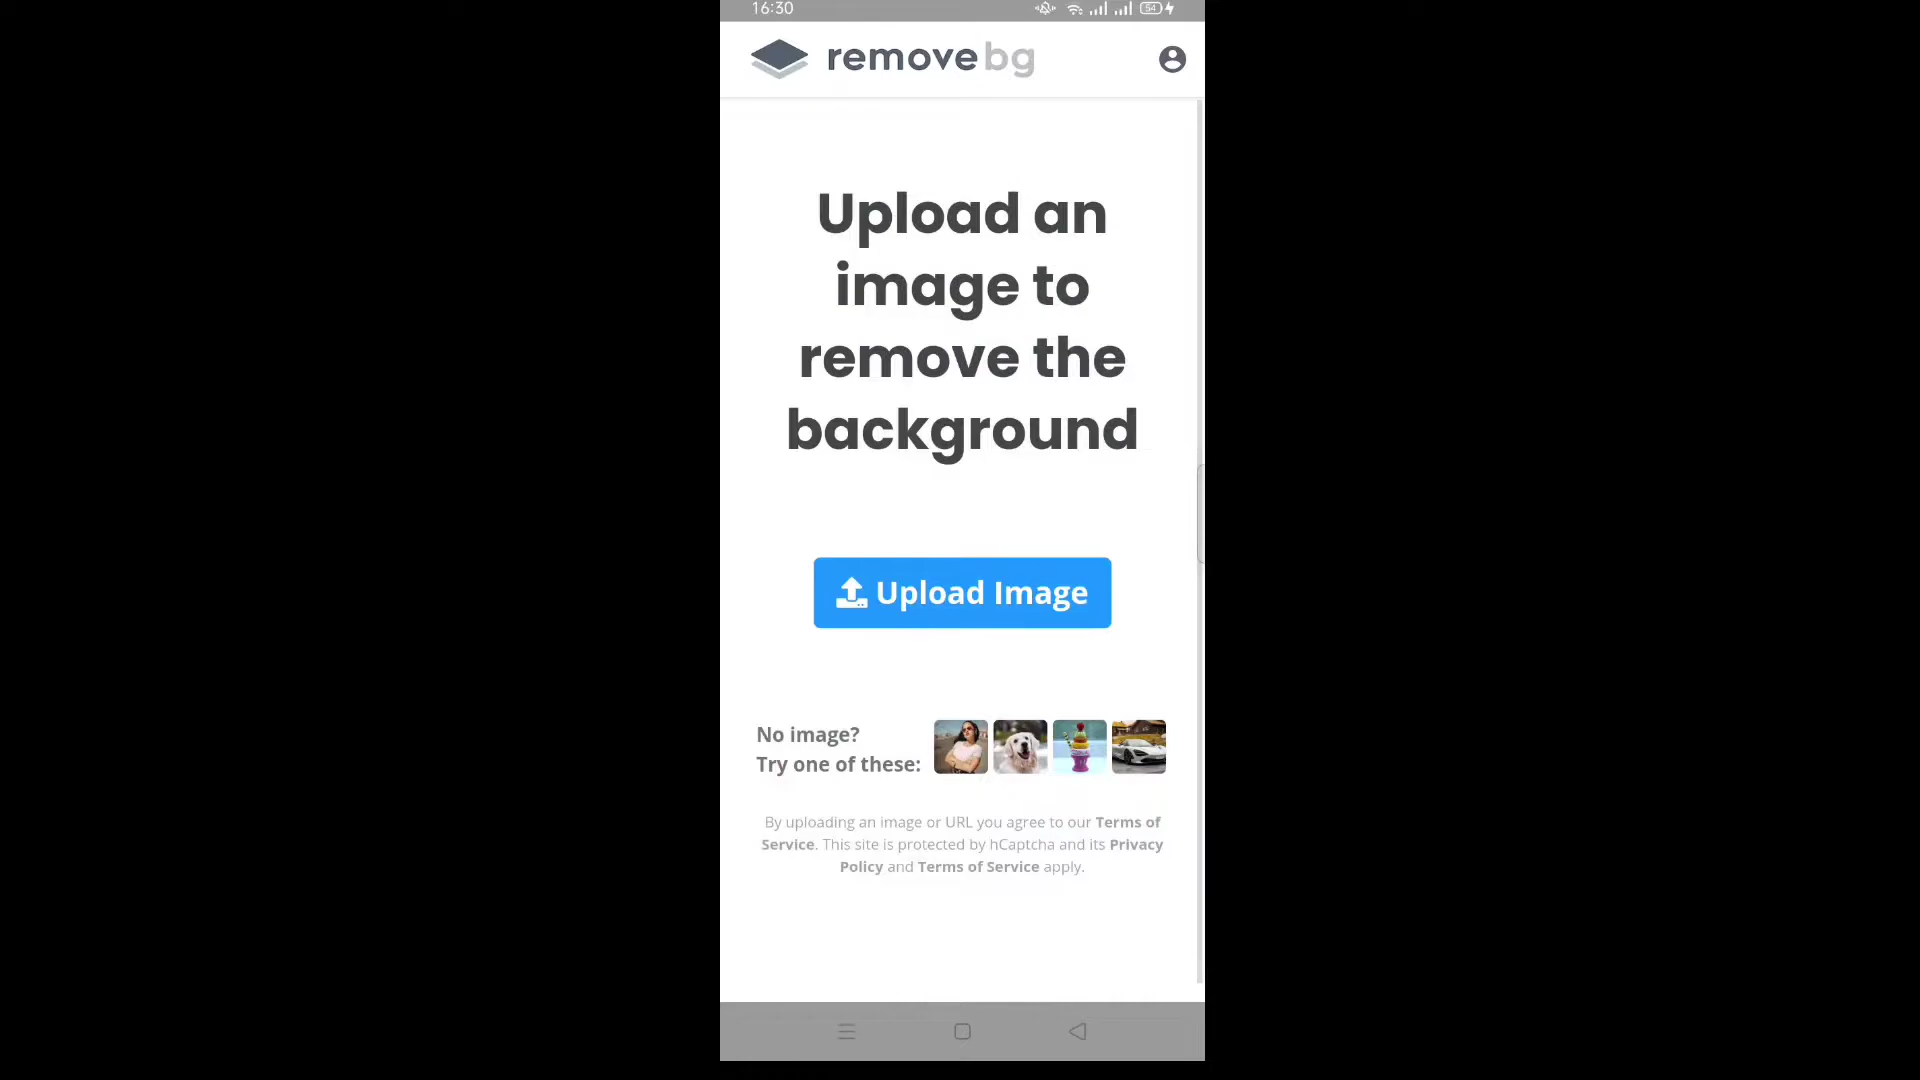 16:30
54
removebg
Upload an
image to
remove the
background
Upload Image
No image?
Try one of these:
By uploading an image or URL you agree to our Terms of
Service. This site is protected by hCaptcha and its Privacy
Policy and Terms of Service apply.